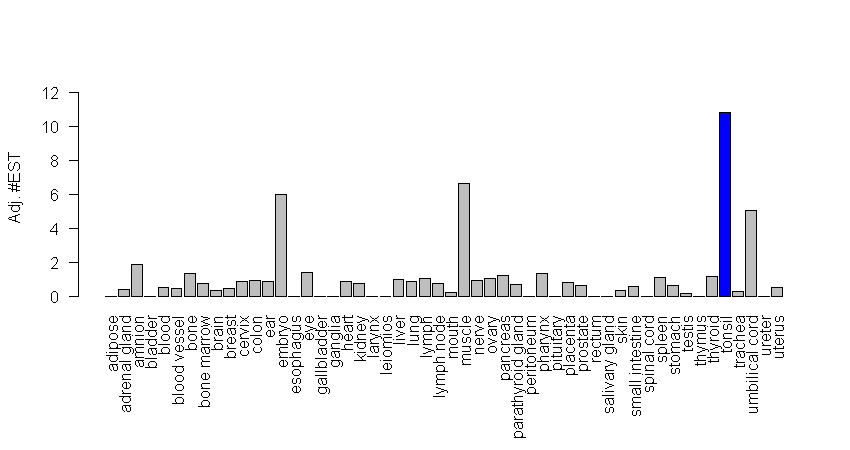 Adj. #EST
12
10
8
6
4
2
0
adipose
adrenal gland
amnion
bladder
blood
blood vessel
bone
bone marrow
brain
breast
cervix
colon
ear
embryo
esophagus
eye
gallbladder
ganglia
heart
kidney
larynx
leiomios
liver
lung
lymph
lymph node
mouth
muscle
nerve
ovary
pancreas
parathyroid gland
peritoneum
pharynx
pituitary
placenta
prostate
rectum
salivary gland
skin
small intestine
spinal cord
spleen
stomach
testis
thymus
thyroid
tonsil
trachea
umbilical cord
ureter
uterus